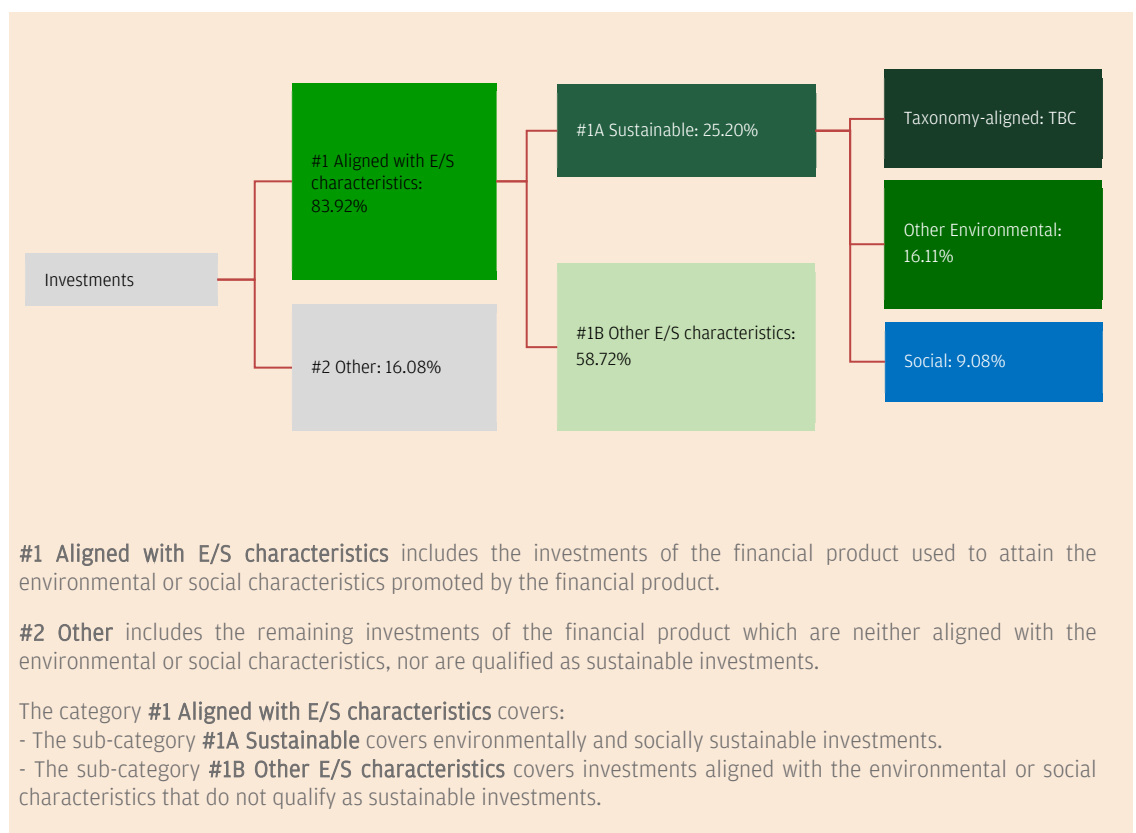 Investments
#1 Aligned with E/S
characteristics:
83.92%
#2 Other: 16.08%
#1A Sustainable: 25.20%
#1B Other E/S characteristics:
58.72%
Taxonomy-aligned: TBC
Other Environmental:
16.11%
Social: 9.08%
#1 Aligned with E/S characteristics includes the investments of the financial product used to attain the
environmental or social characteristics promoted by the financial product.
#2 Other includes the remaining investments of the financial product which are neither aligned with the
environmental or social characteristics, nor are qualified as sustainable investments.
The category #1 Aligned with E/S characteristics covers:
- The sub-category #1A Sustainable covers environmentally and socially sustainable investments.
- The sub-category #1B Other E/S characteristics covers investments aligned with the environmental or social
characteristics that do not qualify as sustainable investments.